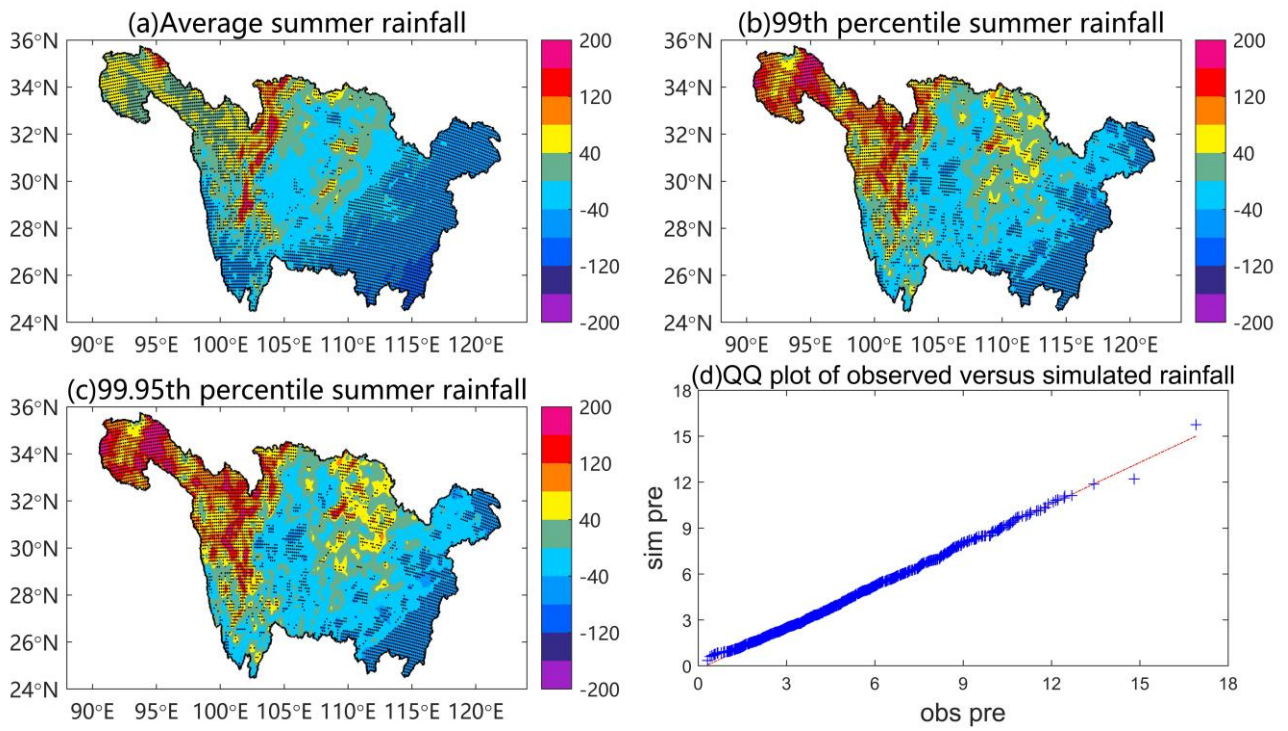 (a)Average summer rainfall
36°N
34°N
32°N
30°N
28°N
26°N
24°N
90°E 95°E 100°E 105°E 110°E 115°E 120°E
200
120
40
-40
-120
-200
(b)99th percentile summer rainfall
36°N
34°N
32°N
30°N
28°N
26°N
24°N
90°E 95°E 100°E 105°E 110°E 115°E 120°E
200
120
40
-40
-120
-200
(c)99.95th percentile summer rainfall
36°N
34°N
32°N
30°N
28°N
26°N
24°N
90°E 95°E 100°E 105°E 110°E 115°E 120°E
200
120
40
-40
-120
-200
(d)QQ plot of observed versus simulated rainfall
18
15
12
9
6
3
0
sim pre
0 3 6 9 12 15 18
obs pre